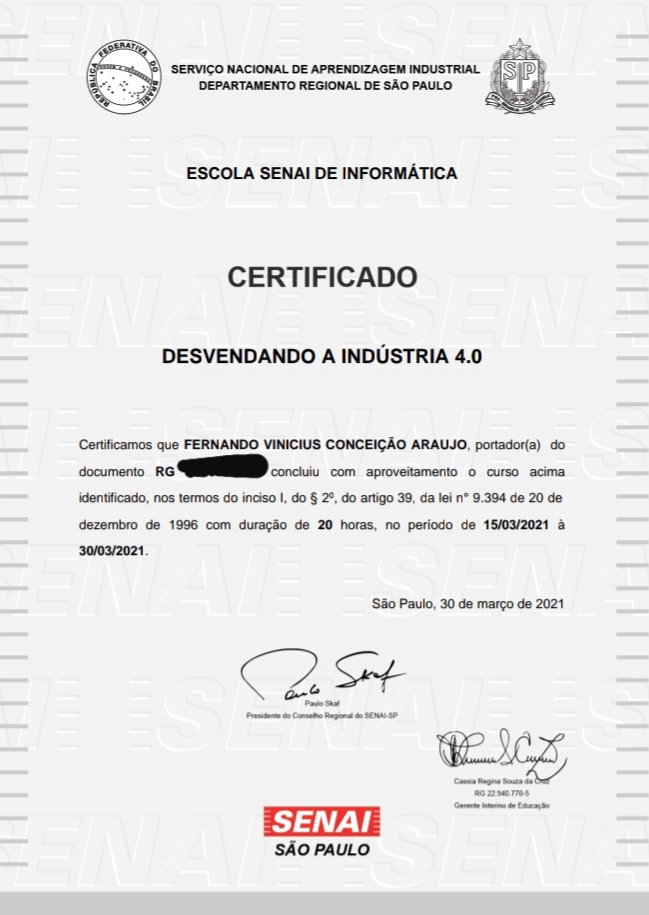 REPÚBLICA FEDERATIVA DO BRASIL
SERVIÇO NACIONAL DE APRENDIZAGEM INDUSTRIAL
DEPARTAMENTO REGIONAL DE SÃO PAULO
SP
ESCOLA SENAI DE INFORMÁTICA
CERTIFICADO
DESVENDANDO A INDÚSTRIA 4.0
Certificamos que FERNANDO VINICIUS CONCEIÇÃO ARAUJO, portador(a) do
documento RG concluiu com aproveitamento o curso acima
identificado, nos termos do inciso I, do § 2º, do artigo 39, da lei n° 9.394 de 20 de
dezembro de 1996 com duração de 20 horas, no período de 15/03/2021 à
30/03/2021.
São Paulo, 30 de março de 2021
Paulo Skaf
Paulo Skaf
Presidente do Conselho Regional do SENAI-SP
Cassia Regina Souza da Cruz
RG 22.940.770-5
Gerente Interino de Educação
SENAI
SÃO PAULO